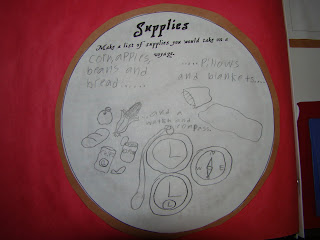 Supplies
Make a list of supplies you would take on a
voyage.
corn apples
beans and
bread......
.....Pillows
and blankets....
....and a
watch and
compass.